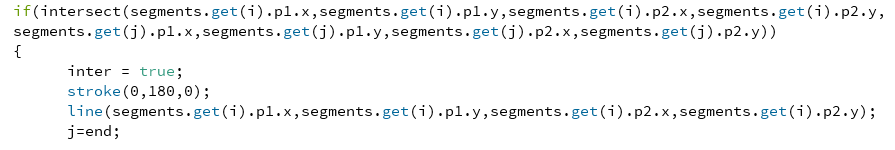 if(intersect(segments.get(i).p1.x,segments.get(i).p1.y,segments.get(i).p2.x,segments.get(i).p2.y,
segments.get(j).p1.x,segments.get(j).p1.y,segments.get(j).p2.x,segments.get(j).p2.y))
{
inter = true;
stroke(0,180,0);
line(segments.get(i).p1.x,segments.get(i).p1.y,segments.get(i).p2.x,segments.get(i).p2.y);
j=end;